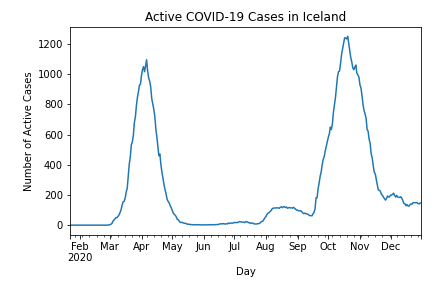 Active COVID-19 Cases in Iceland
Number of Active Cases
1200
1000
800
600
400
200
0
Feb Mar Apr May Jun Jul Aug Sep Oct Nov Dec
2020
Day